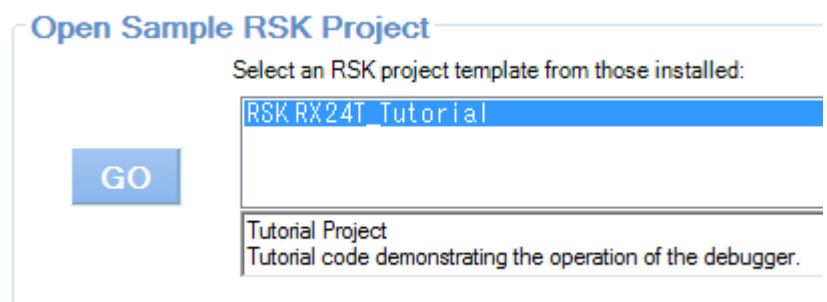 Open Sample RSK Project
Select an RSK project template from those installed:
RSKRX24T_Tutorial
GO
Tutorial Project
Tutorial code demonstrating the operation of the debugger.